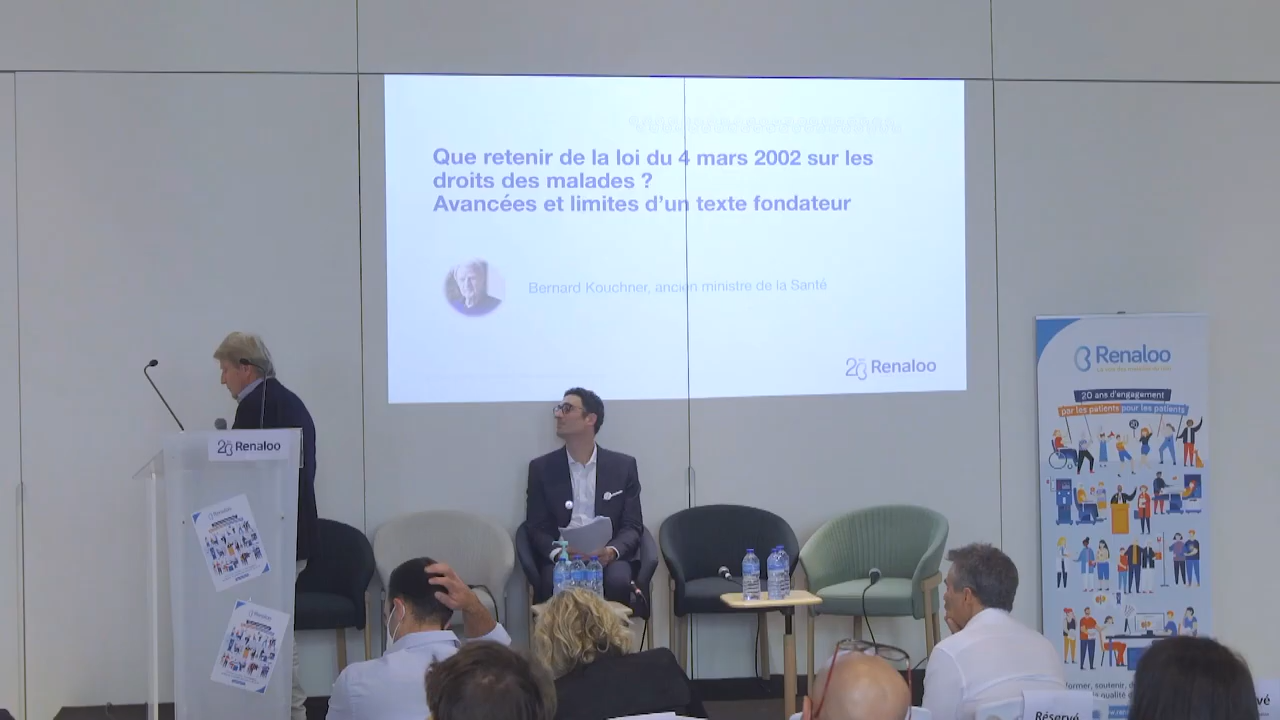 Que retenir de la loi du 4 mars 2002 sur les
droits des malades ?
Avancées et limites d'un texte fondateur
Bernard Kouchner, ancien ministre de la Santé
Renaloo
Renaloo
Renaloo
20 ans d'engagement
par les patients pour les patients
Réservé